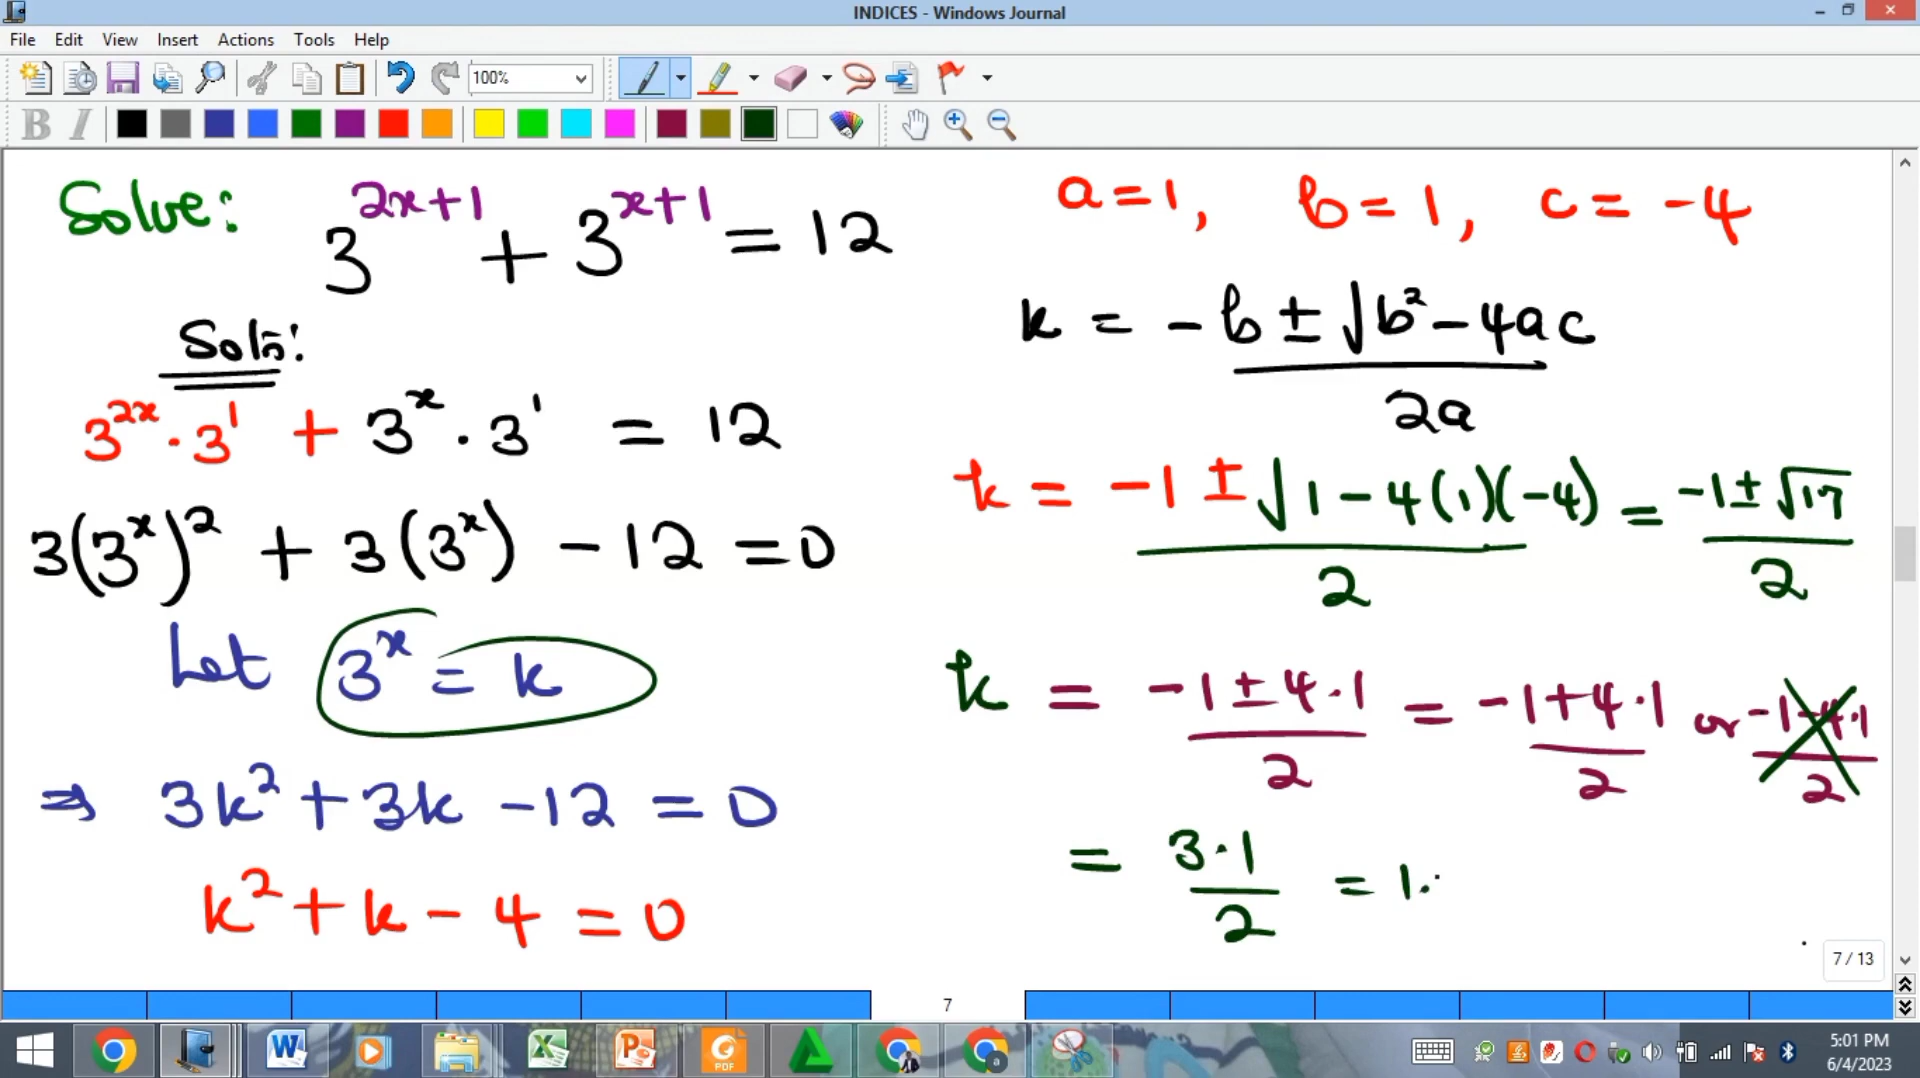 INDICES - Windows Journal
File Edit View Insert Actions Tools Help
100%
B I
Solve: 3^{2x+1} + 3^{x+1} = 12
Soln:
3^{2x} · 3^1 + 3^x · 3^1 = 12
3(3^x)^2 + 3(3^x) - 12 = 0
Let 3^x = k
⇒ 3k² + 3k - 12 = 0
k² + k - 4 = 0
a = 1, b = 1, c = -4
k = -b ± √b² - 4ac
2a
k = -1 ± √1 - 4(1)(-4) / 2 = -1 ± √17 / 2
k = -1 ± 4·1 / 2 = -1 + 4·1 / 2 or -1 - 4·1 / 2
= 3·1 / 2 = 1.
7 / 13
7
W X P PDF a
5:01 PM
6/4/2023